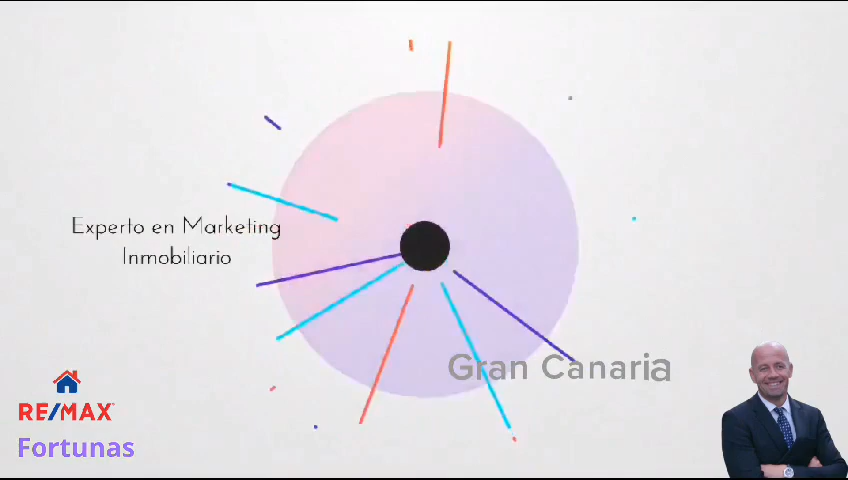 Experto en Marketing
Inmobiliario
Gran Canaria
RE/MAX
Fortunas